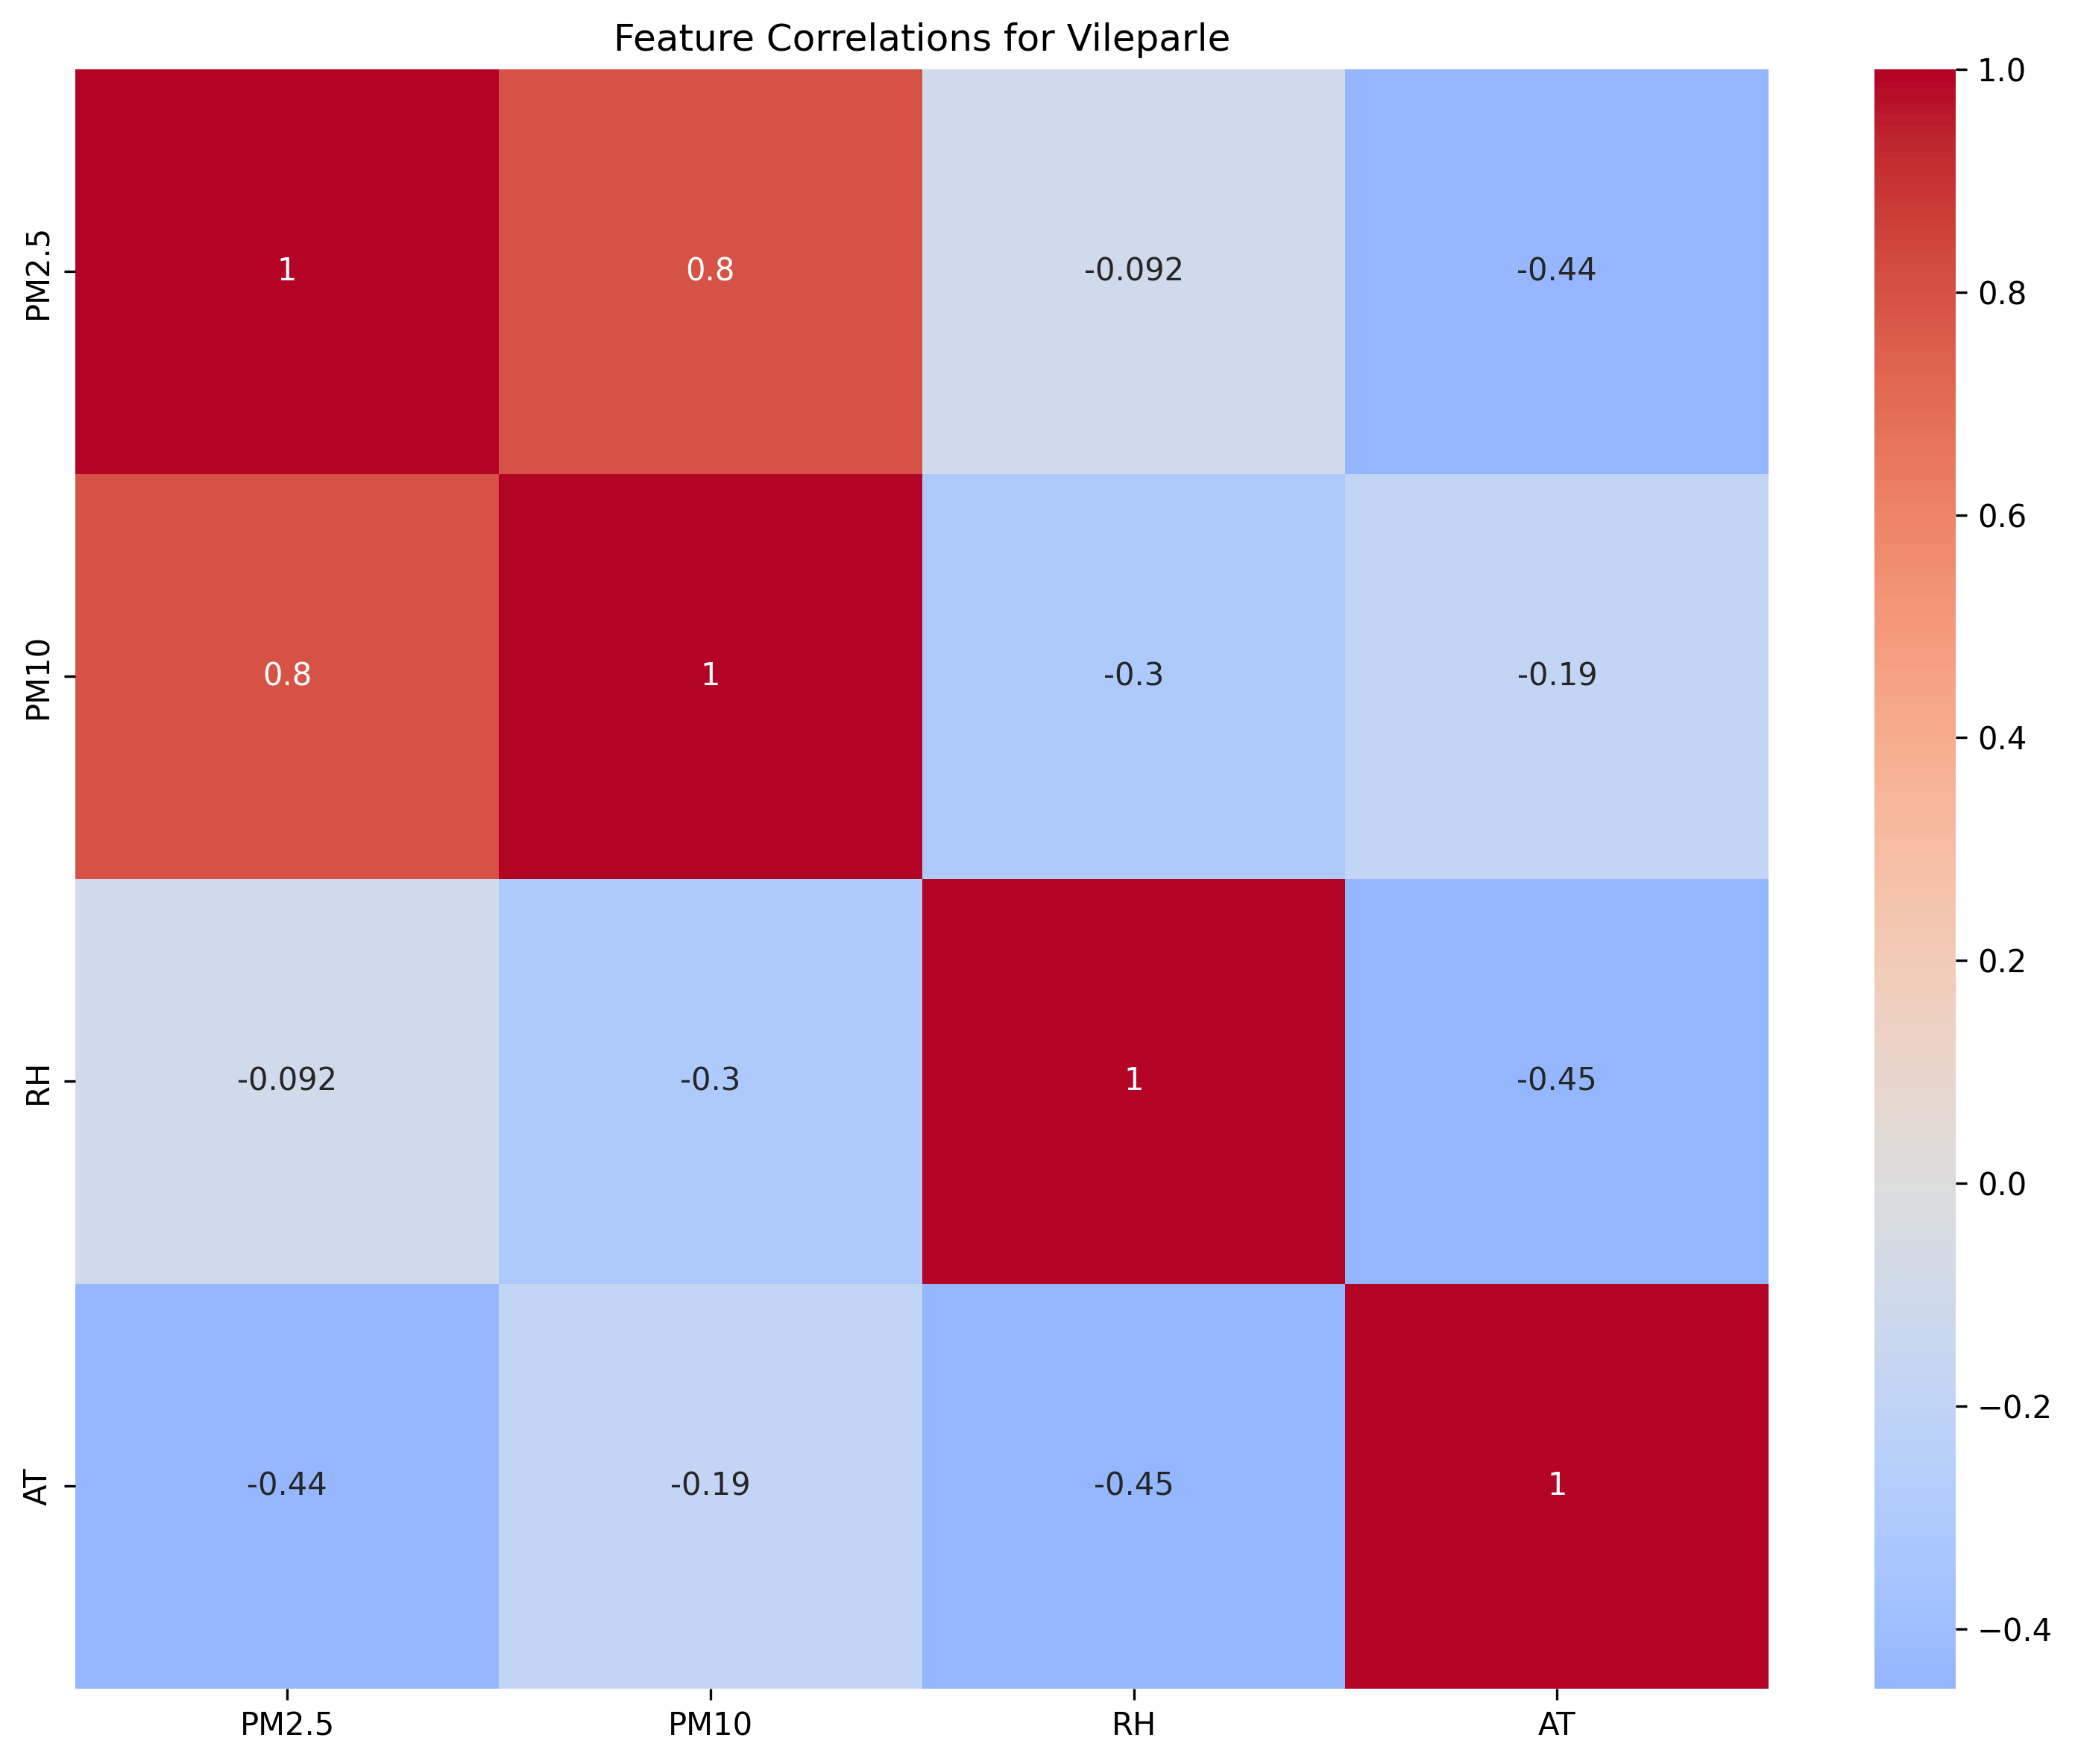 Feature Correlations for Vileparle
PM2.5 1 0.8 -0.092 -0.44
PM10 0.8 1 -0.3 -0.19
RH -0.092 -0.3 1 -0.45
AT -0.44 -0.19 -0.45 1
PM2.5 PM10 RH AT
1.0
0.8
0.6
0.4
0.2
0.0
−0.2
−0.4